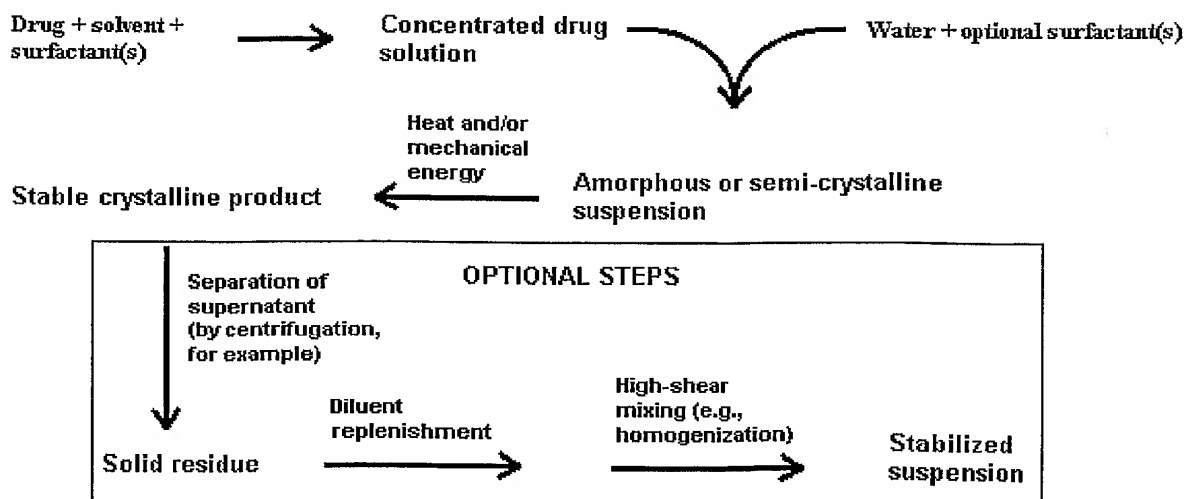 Drug + solvent +
surfactant(s)
Concentrated drug
solution
Water + optional surfactant(s)
Heat and/or
mechanical
energy
Stable crystalline product
Amorphous or semi-crystalline
suspension
OPTIONAL STEPS
Separation of
supernatant
(by centrifugation,
for example)
Solid residue
Diluent
replenishment
High-shear
mixing (e.g.,
homogenization)
Stabilized
suspension